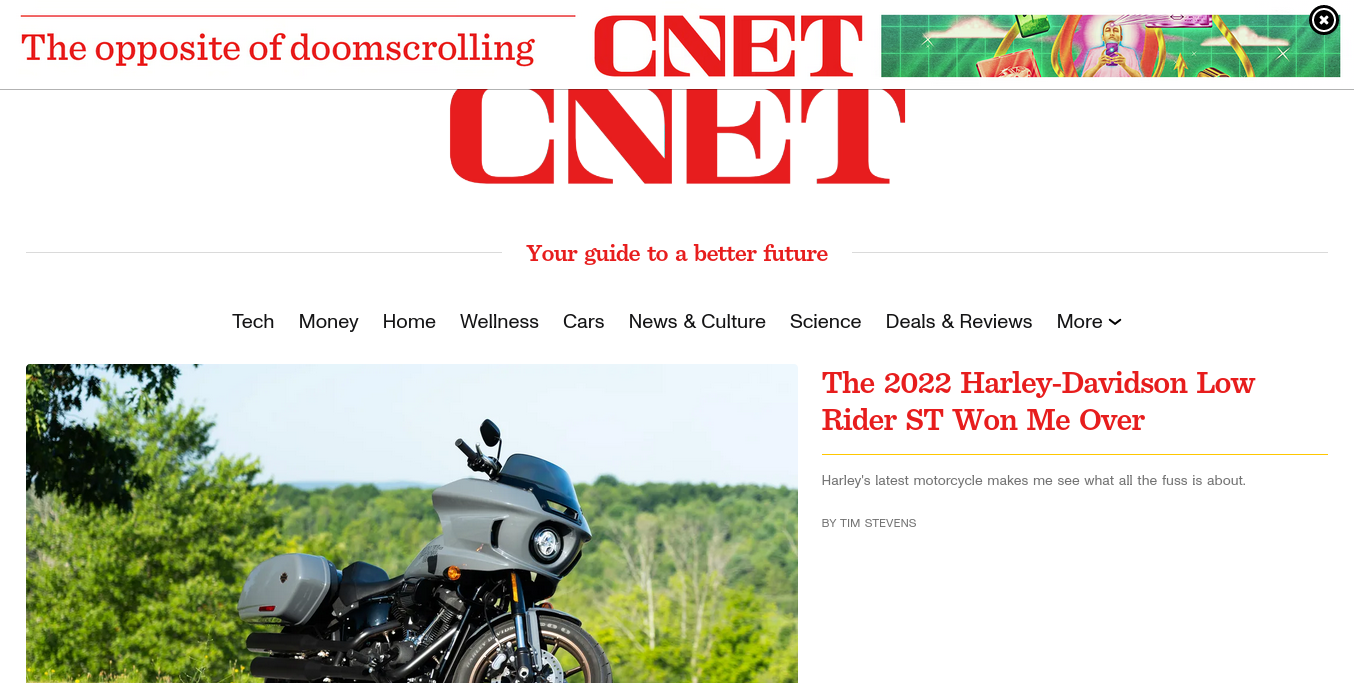 The opposite of doomscrolling
CNET
CNET
Your guide to a better future
Tech Money Home Wellness Cars News & Culture Science Deals & Reviews More
The 2022 Harley-Davidson Low
Rider ST Won Me Over
Harley's latest motorcycle makes me see what all the fuss is about.
BY TIM STEVENS